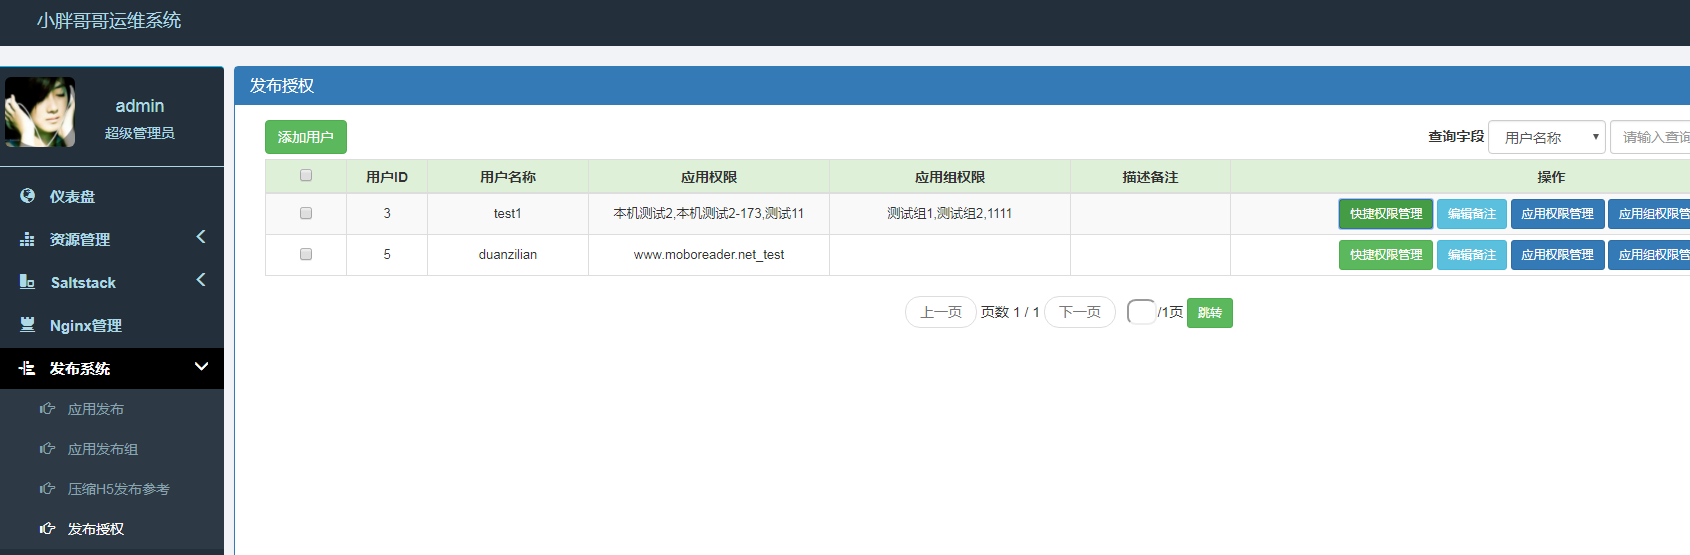 小胖哥哥运维系统
admin
超级管理员
仪表盘
资源管理
Saltstack
Nginx管理
发布系统
应用发布
应用发布组
压缩H5发布参考
发布授权
发布授权
添加用户 查询字段 用户名称 请输入查询
用户ID 用户名称 应用权限 应用组权限 描述备注 操作
3 test1 本机测试2,本机测试2-173,测试11 测试组1,测试组2,1111 快捷权限管理 编辑备注 应用权限管理 应用组权限管
5 duanzilian www.moboreader.net_test 快捷权限管理 编辑备注 应用权限管理 应用组权限管
上一页 页数 1 / 1 下一页 /1页 跳转